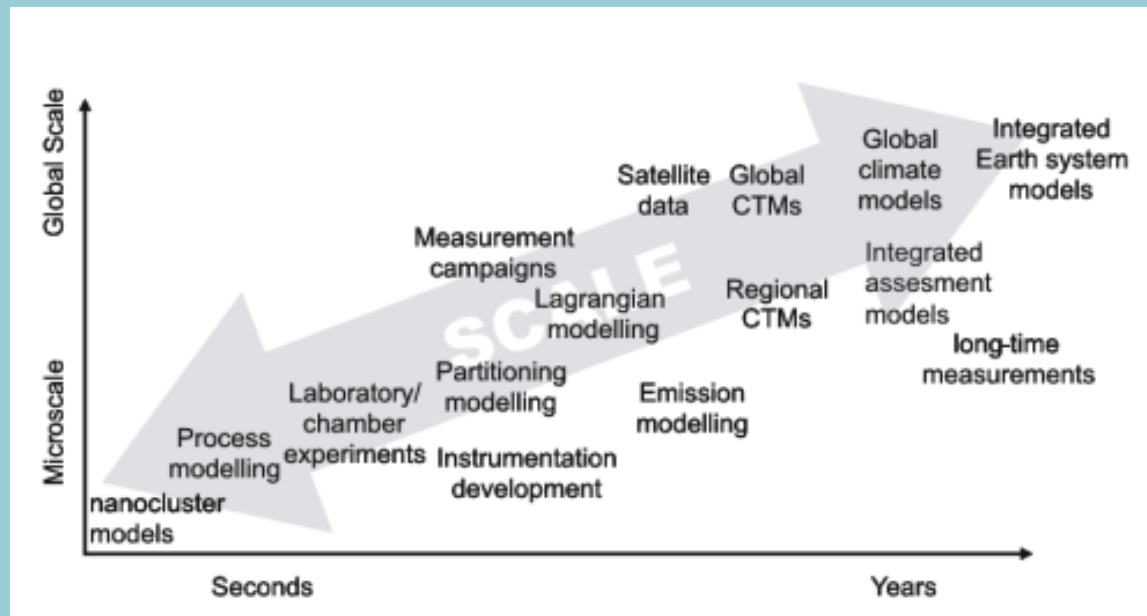 Global Scale
Microscale
Integrated
Earth system
models
Global
climate
models
Satellite
data
Global
CTMs
Measurement
campaigns
SCALE
Integrated
assesment
models
Lagrangian
modelling
Regional
CTMs
long-time
measurements
Partitioning
modelling
Emission
modelling
Laboratory/
chamber
experiments
Process
modelling
Instrumentation
development
nanocluster
models
Seconds
Years